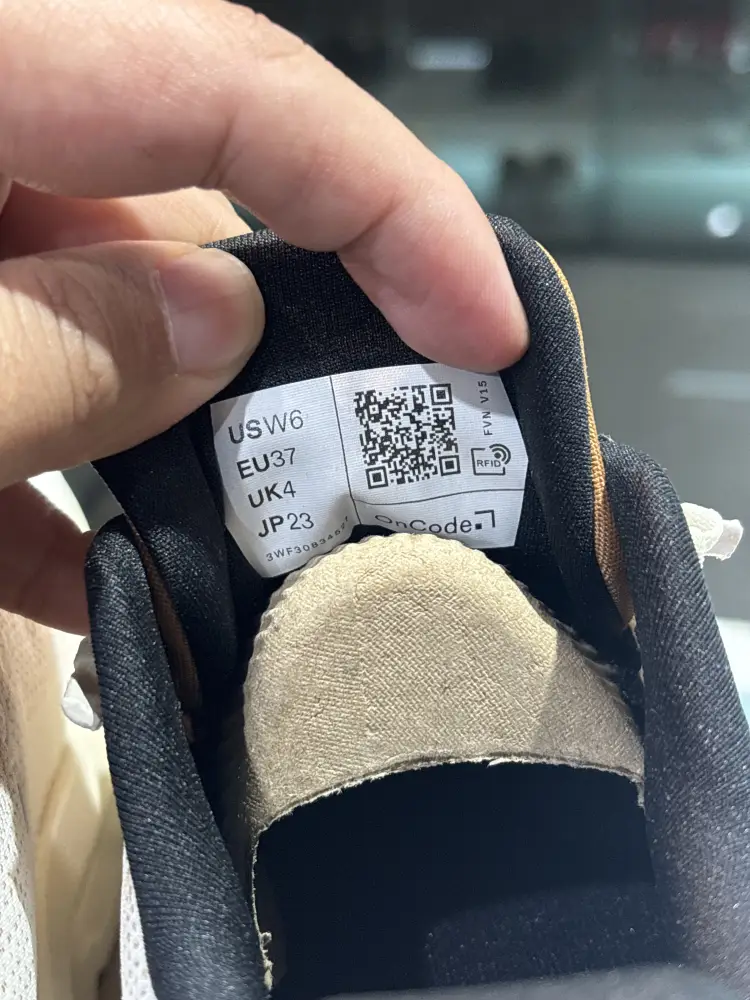 USW6
EU37
UK4
JP23
FVN V15
RFID
OnCode